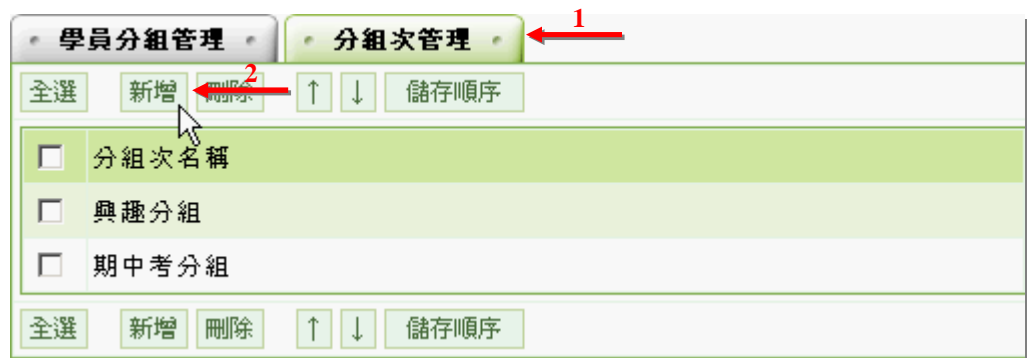 1
· 學員分組管理 · · 分組次管理 ·
2
全選 新增 刪除 ↑ ↓ 儲存順序
分組次名稱
興趣分組
期中考分組
全選 新增 刪除 ↑ ↓ 儲存順序